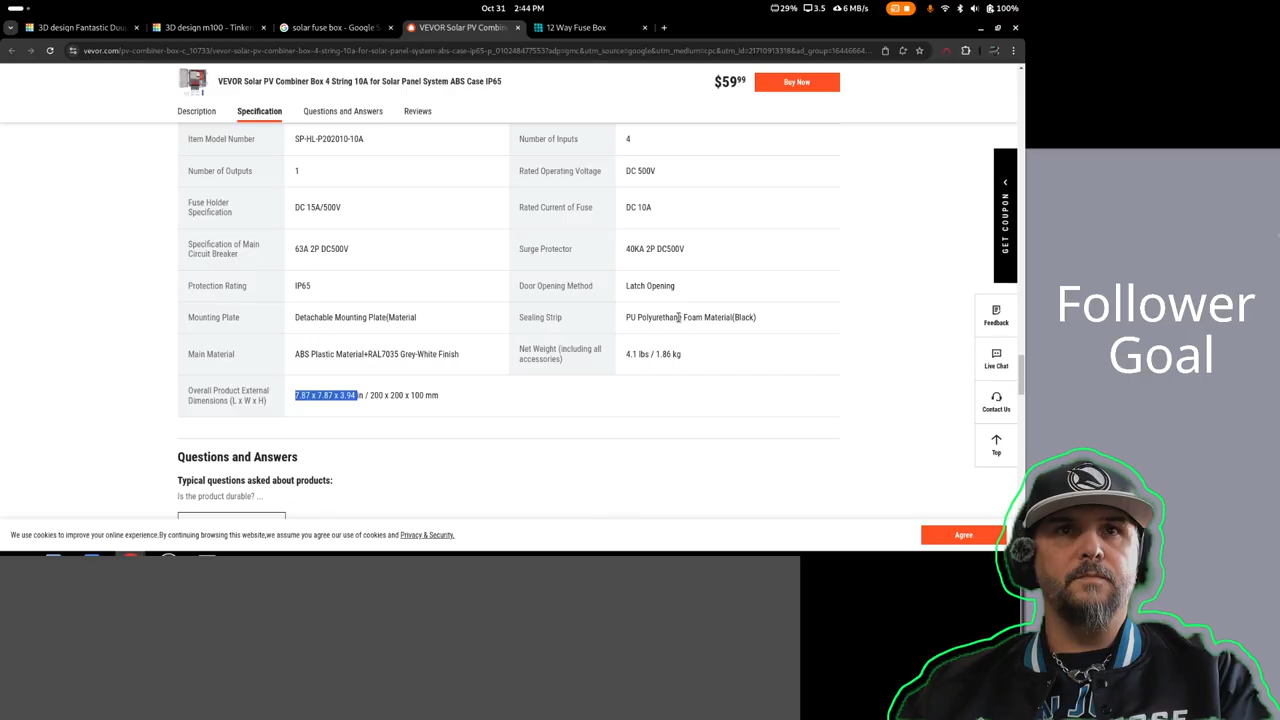 Oct 31 2:44 PM
29% 3.5 6 MB/s 100%
3D design Fantastic Dou
3D design m100 - Tinker
solar fuse box - Google S
VEVOR Solar PV Combin
12 Way Fuse Box
VEVOR Solar PV Combiner Box 4 String 10A for Solar Panel System ABS Case IP65
$59.99
Buy Now
Description Specification Questions and Answers Reviews
Item Model Number SP-HL-P202010-10A Number of Inputs 4
Number of Outputs 1 Rated Operating Voltage DC 500V
Fuse Holder
Specification
DC 15A/500V Rated Current of Fuse DC 10A
Specification of Main
Circuit Breaker
63A 2P DC500V Surge Protector 40KA 2P DC500V
Protection Rating IP65 Door Opening Method Latch Opening
Mounting Plate Detachable Mounting Plate(Material Sealing Strip PU Polyurethane Foam Material(Black)
Main Material ABS Plastic Material+RAL7035 Grey-White Finish
Net Weight (including all
accessories)
4.1 lbs / 1.86 kg
Overall Product External
Dimensions (L x W x H)
7.87 x 7.87 x 3.94 in / 200 x 200 x 100 mm
Questions and Answers
Typical questions asked about products:
Is the product durable? ...
We use cookies to improve your online experience.By continuing browsing this website,we assume you agree our use of cookies and Privacy & Security.
Agree
GET COUPON
Feedback
Live Chat
Contact Us
Top
Follower
Goal